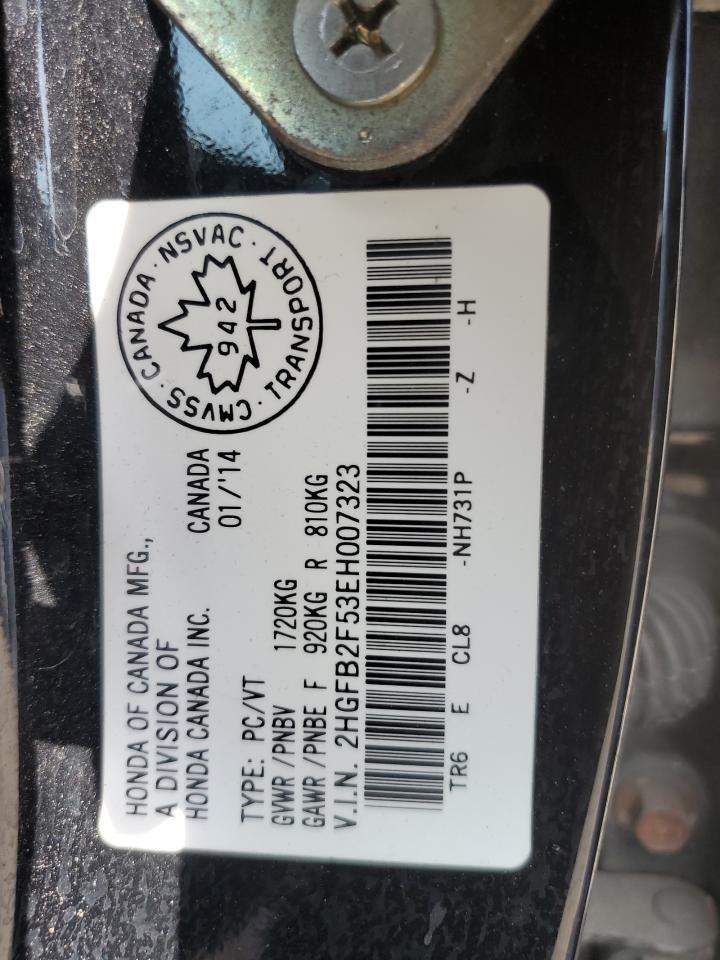 HONDA OF CANADA MFG.,
A DIVISION OF
HONDA CANADA INC.
CANADA
01/'14
CMVSS · CANADA · NSVAC · TRANSPORT ·
942
TYPE: PC/VT
GVWR/PNBV 1720KG
GAWR/PNBE F 920KG R 810KG
V.I.N. 2HGFB2F53EH007323
TR6 E CL8 -NH731P -Z -H